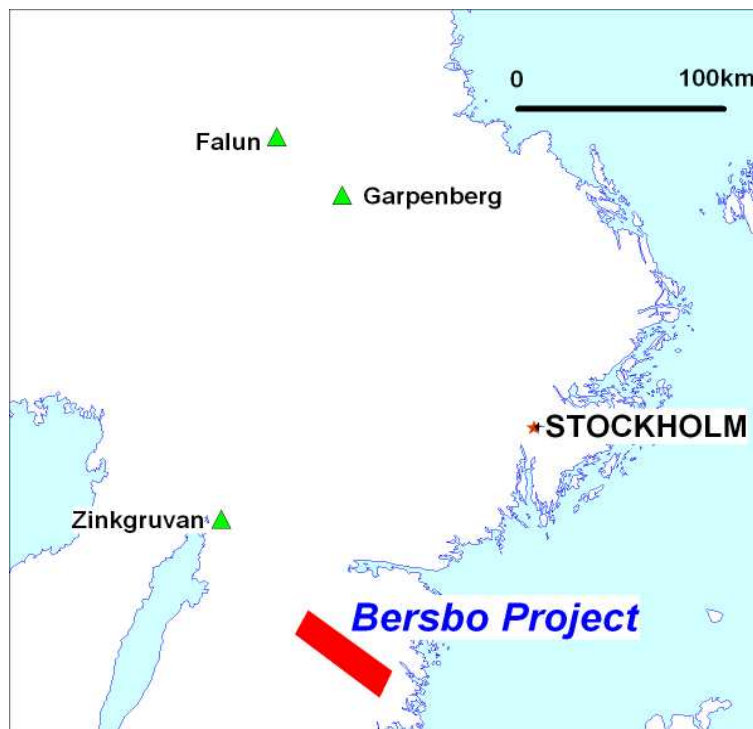 0 100km
Falun
Garpenberg
STOCKHOLM
Zinkgruvan
Bersbo Project